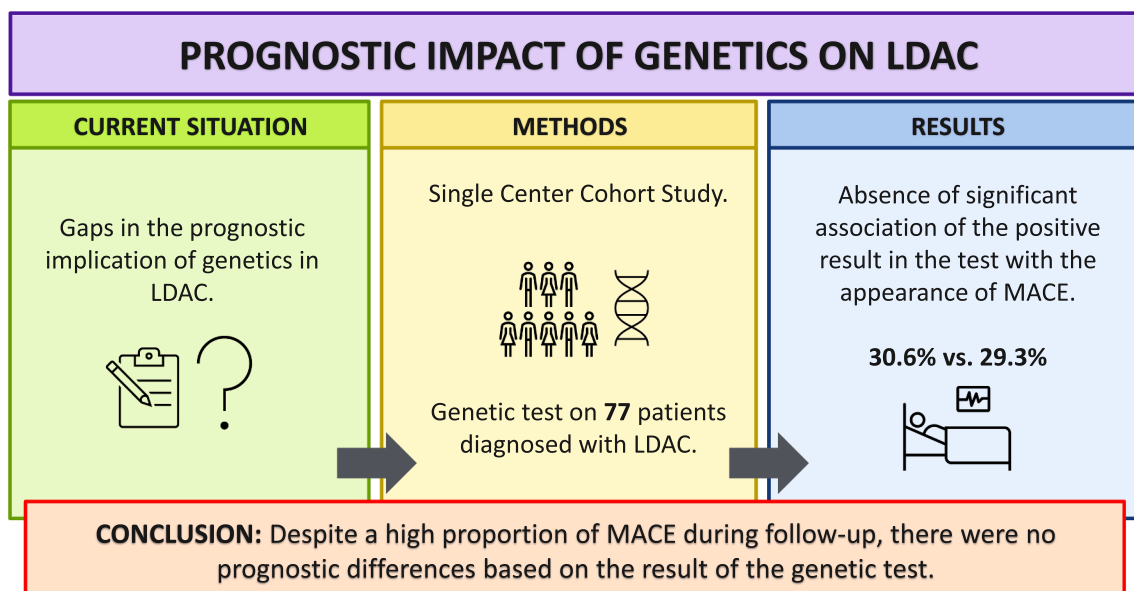 PROGNOSTIC IMPACT OF GENETICS ON LDAC
CURRENT SITUATION
Gaps in the prognostic
implication of genetics in
LDAC.
METHODS
Single Center Cohort Study.
Genetic test on 77 patients
diagnosed with LDAC.
RESULTS
Absence of significant
association of the positive
result in the test with the
appearance of MACE.
30.6% vs. 29.3%
CONCLUSION: Despite a high proportion of MACE during follow-up, there were no
prognostic differences based on the result of the genetic test.